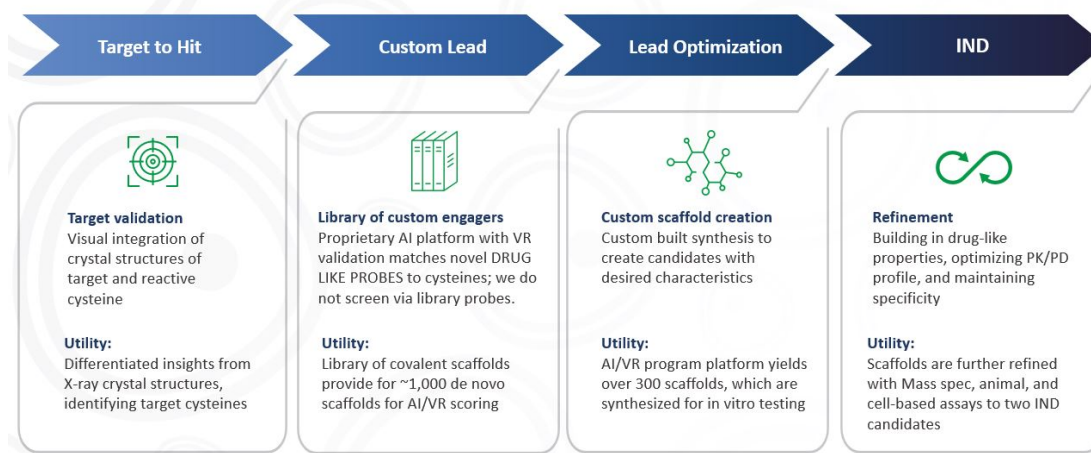 Target to Hit
Custom Lead
Lead Optimization
IND
Target validation
Visual integration of
crystal structures of
target and reactive
cysteine
Utility:
Differentiated insights from
X-ray crystal structures,
identifying target cysteines
Library of custom engagers
Proprietary AI platform with VR
validation matches novel DRUG
LIKE PROBES to cysteines; we do
not screen via library probes.
Utility:
Library of covalent scaffolds
provide for ~1,000 de novo
scaffolds for AI/VR scoring
Custom scaffold creation
Custom built synthesis to
create candidates with
desired characteristics
Utility:
AI/VR program platform yields
over 300 scaffolds, which are
synthesized for in vitro testing
Refinement
Building in drug-like
properties, optimizing PK/PD
profile, and maintaining
specificity
Utility:
Scaffolds are further refined
with Mass spec, animal, and
cell-based assays to two IND
candidates